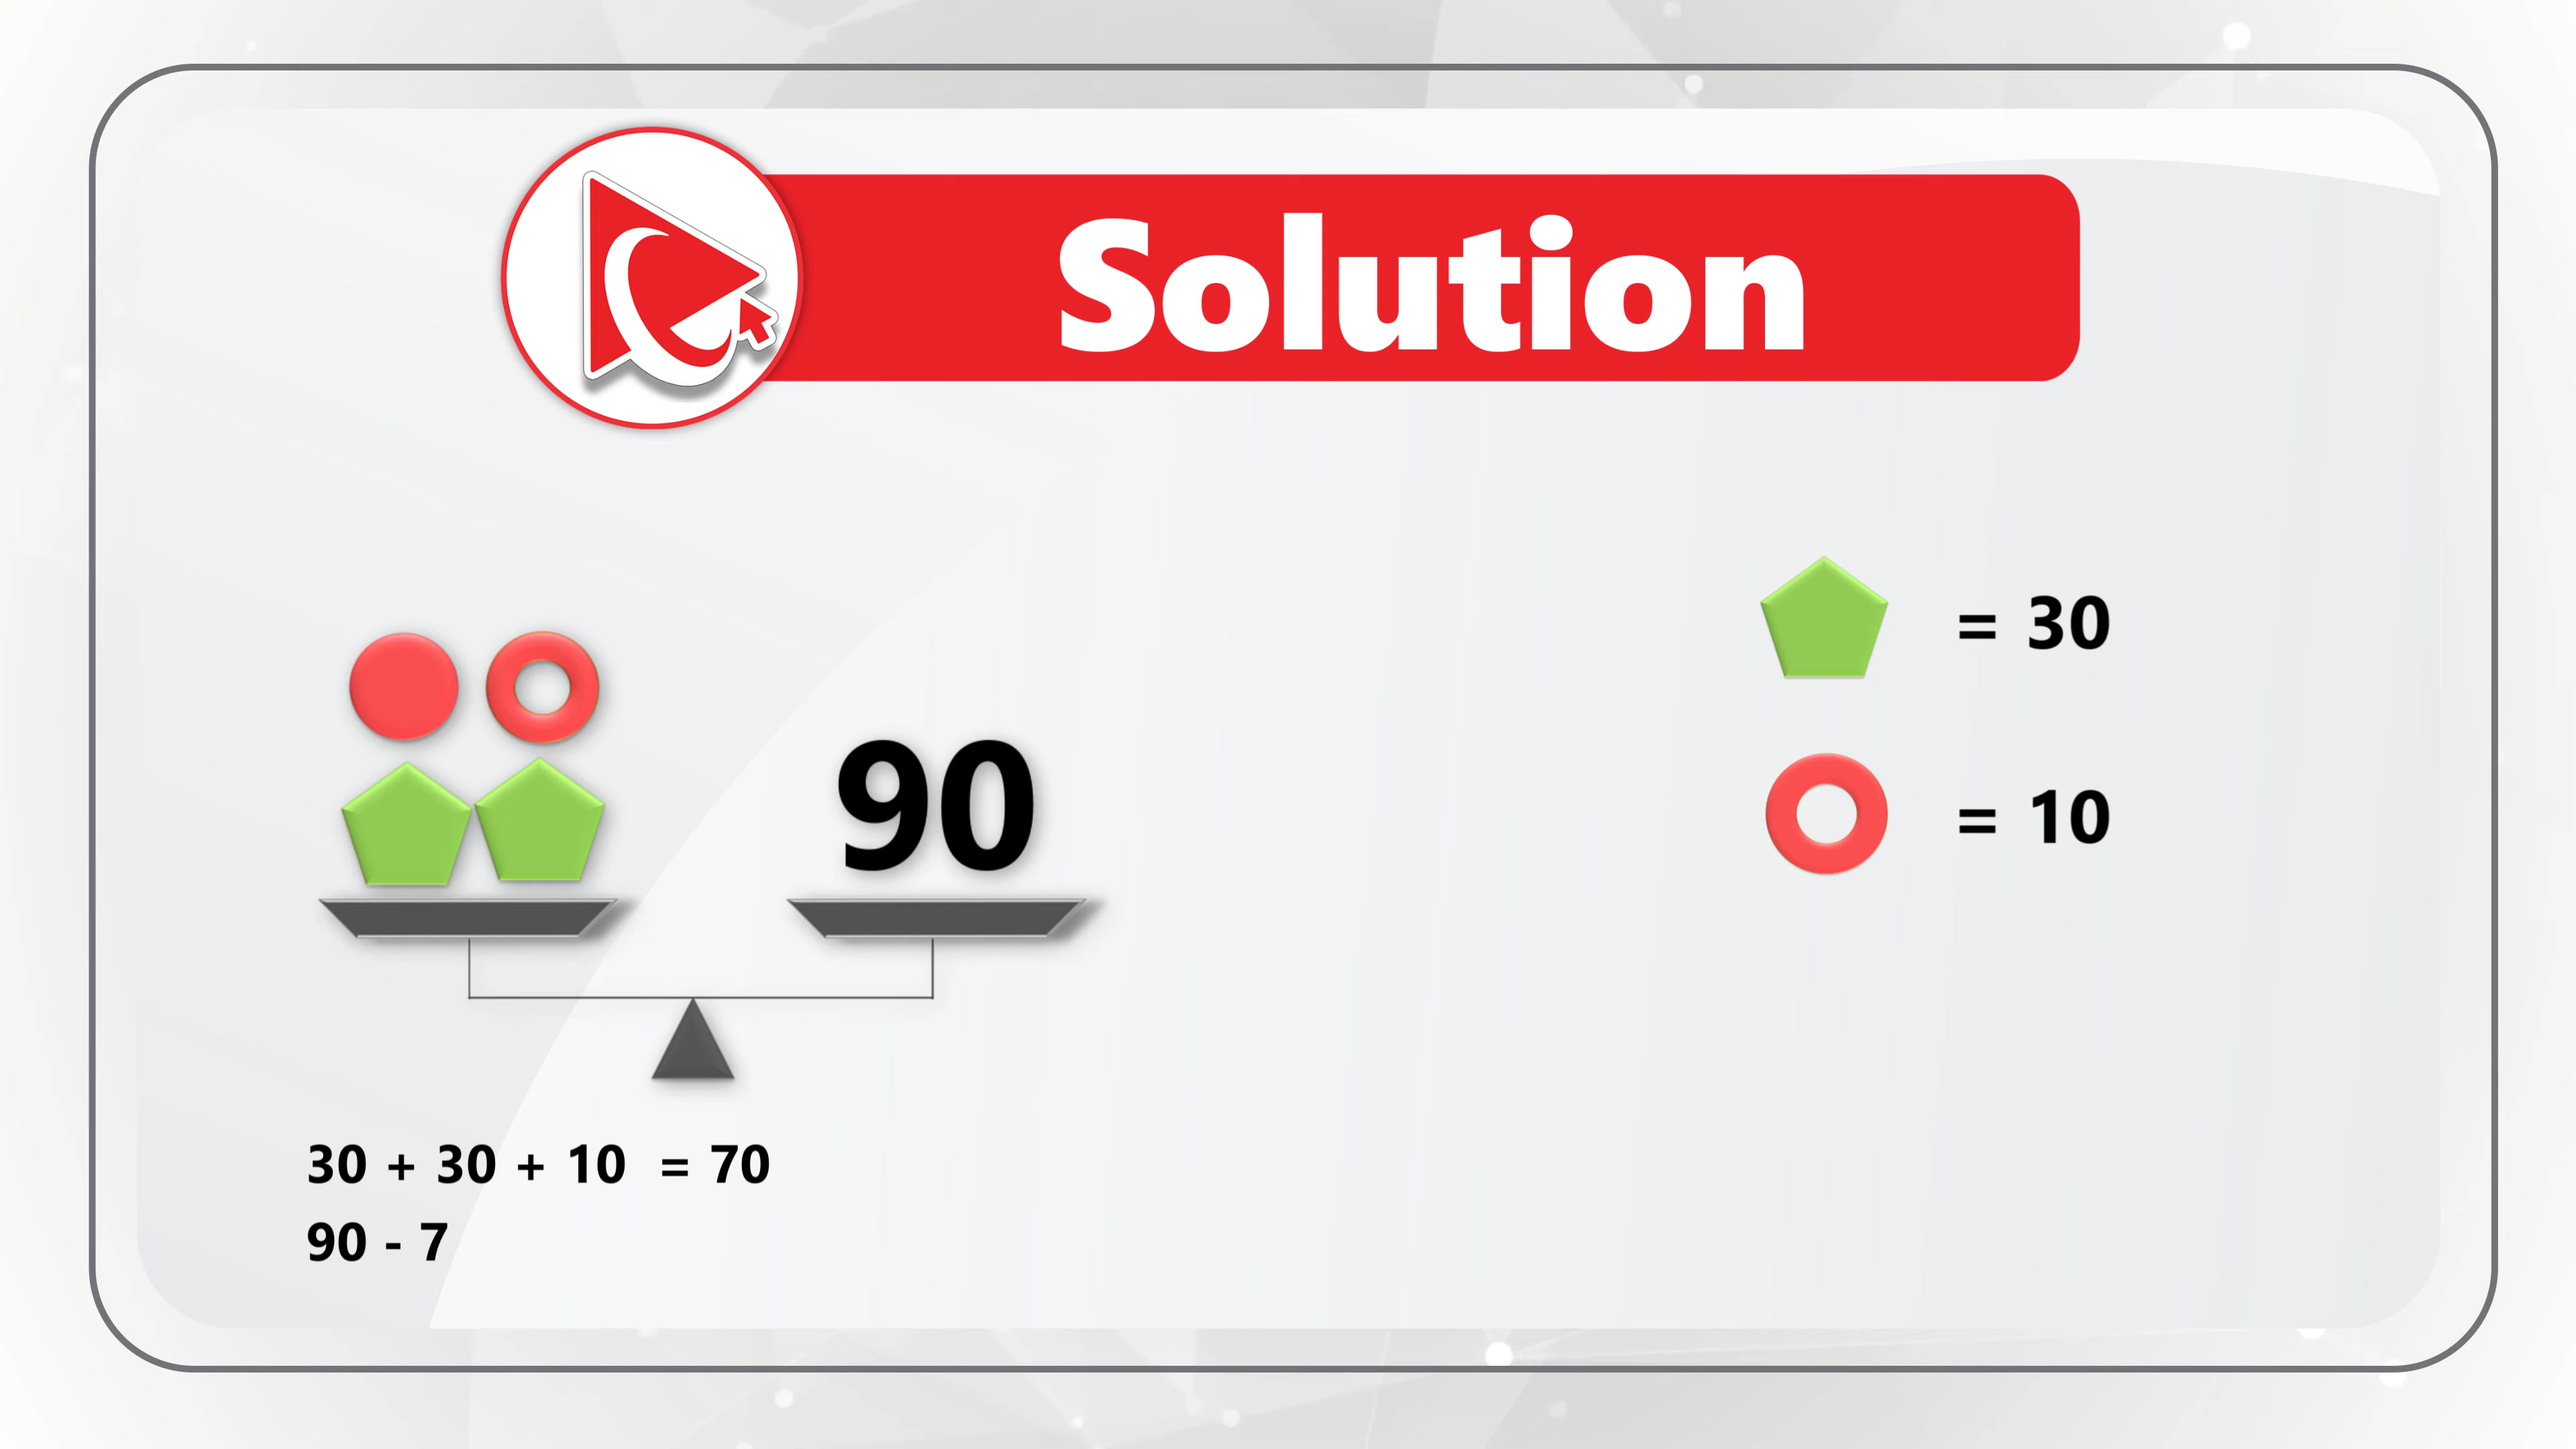 Solution
= 30
= 10
90
30 + 30 + 10 = 70
90 - 7